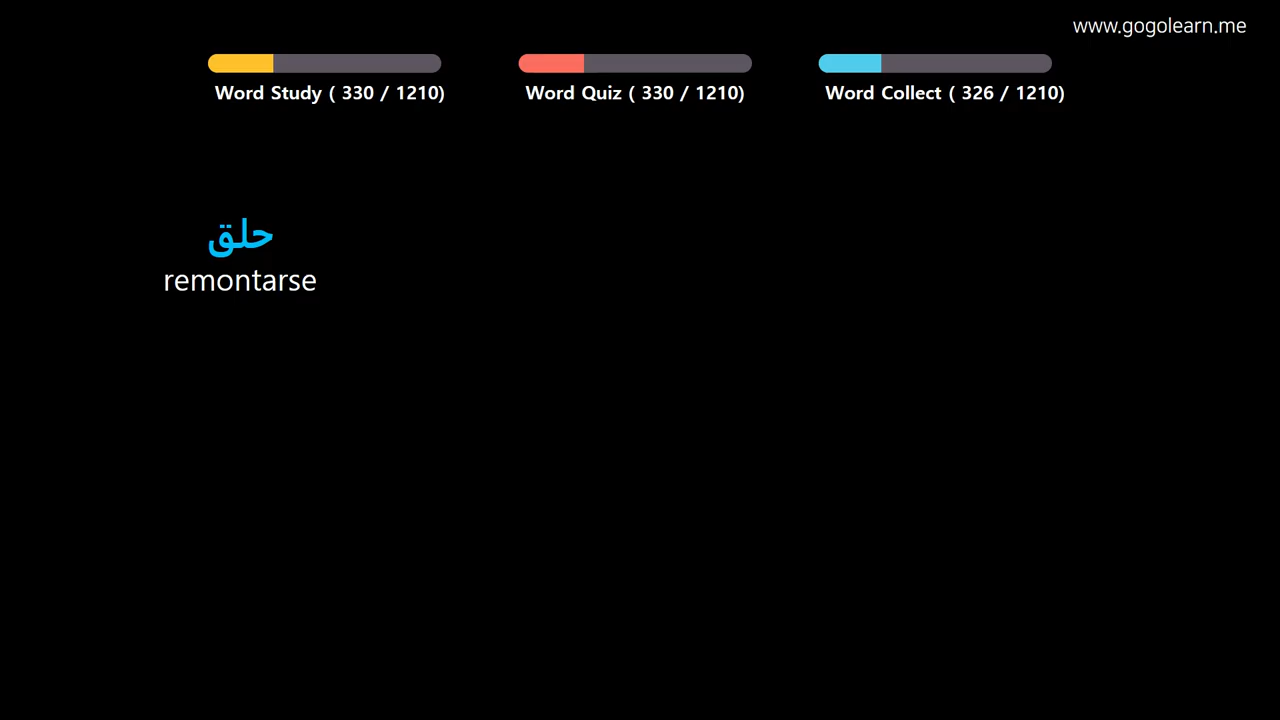 www.gogolearn.me
Word Study ( 330 / 1210)
Word Quiz ( 330 / 1210)
Word Collect ( 326 / 1210)
حلق
remontarse